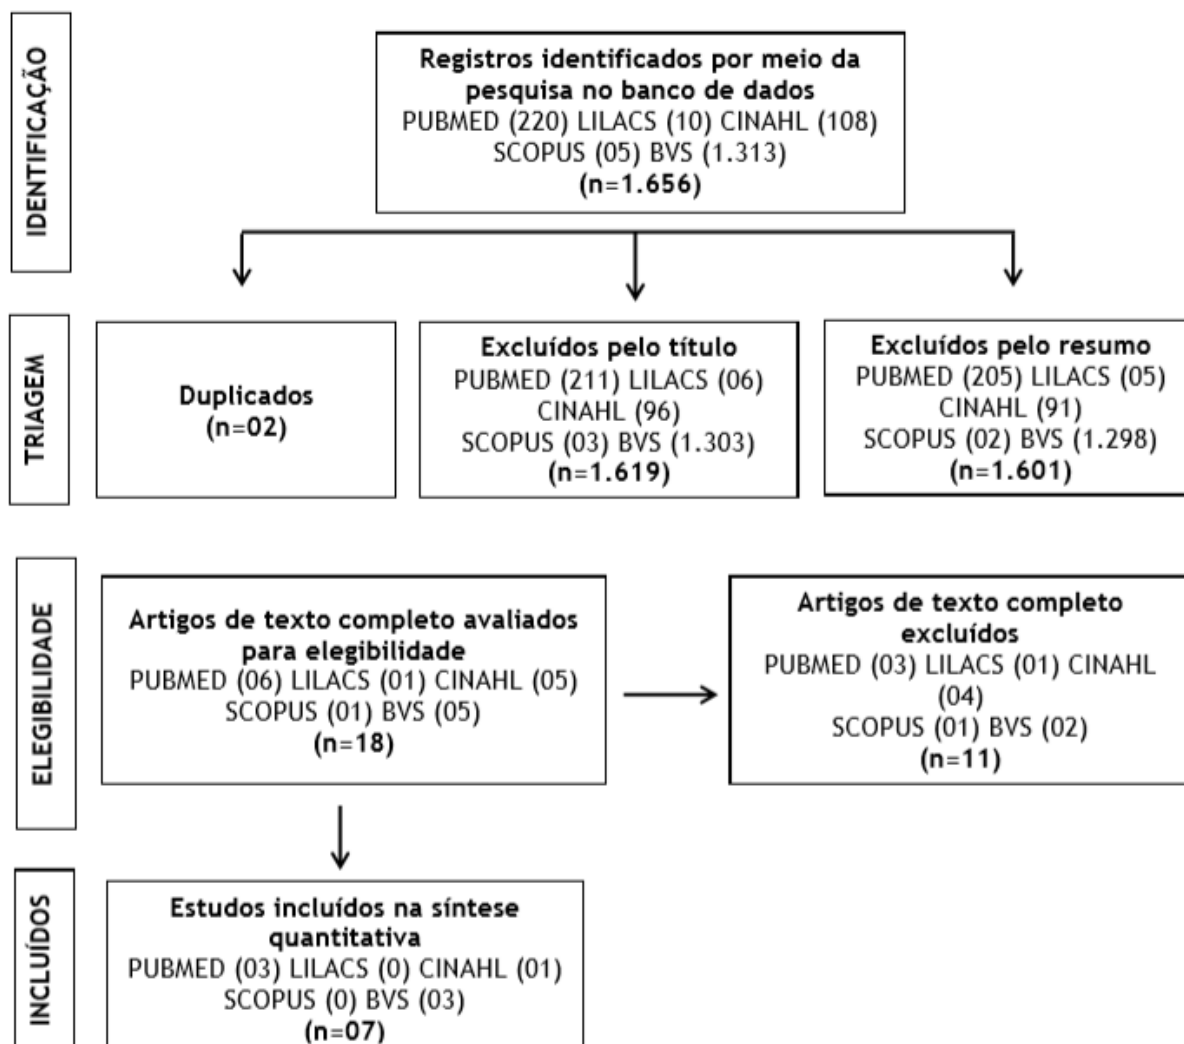 IDENTIFICAÇÃO
Registros identificados por meio da
pesquisa no banco de dados
PUBMED (220) LILACS (10) CINAHL (108)
SCOPUS (05) BVS (1.313)
(n=1.656)
TRIAGEM
Duplicados
(n=02)
Excluídos pelo título
PUBMED (211) LILACS (06)
CINAHL (96)
SCOPUS (03) BVS (1.303)
(n=1.619)
Excluídos pelo resumo
PUBMED (205) LILACS (05)
CINAHL (91)
SCOPUS (02) BVS (1.298)
(n=1.601)
ELEGIBILIDADE
Artigos de texto completo avaliados
para elegibilidade
PUBMED (06) LILACS (01) CINAHL (05)
SCOPUS (01) BVS (05)
(n=18)
Artigos de texto completo
excluídos
PUBMED (03) LILACS (01) CINAHL
(04)
SCOPUS (01) BVS (02)
(n=11)
INCLUÍDOS
Estudos incluídos na síntese
quantitativa
PUBMED (03) LILACS (0) CINAHL (01)
SCOPUS (0) BVS (03)
(n=07)